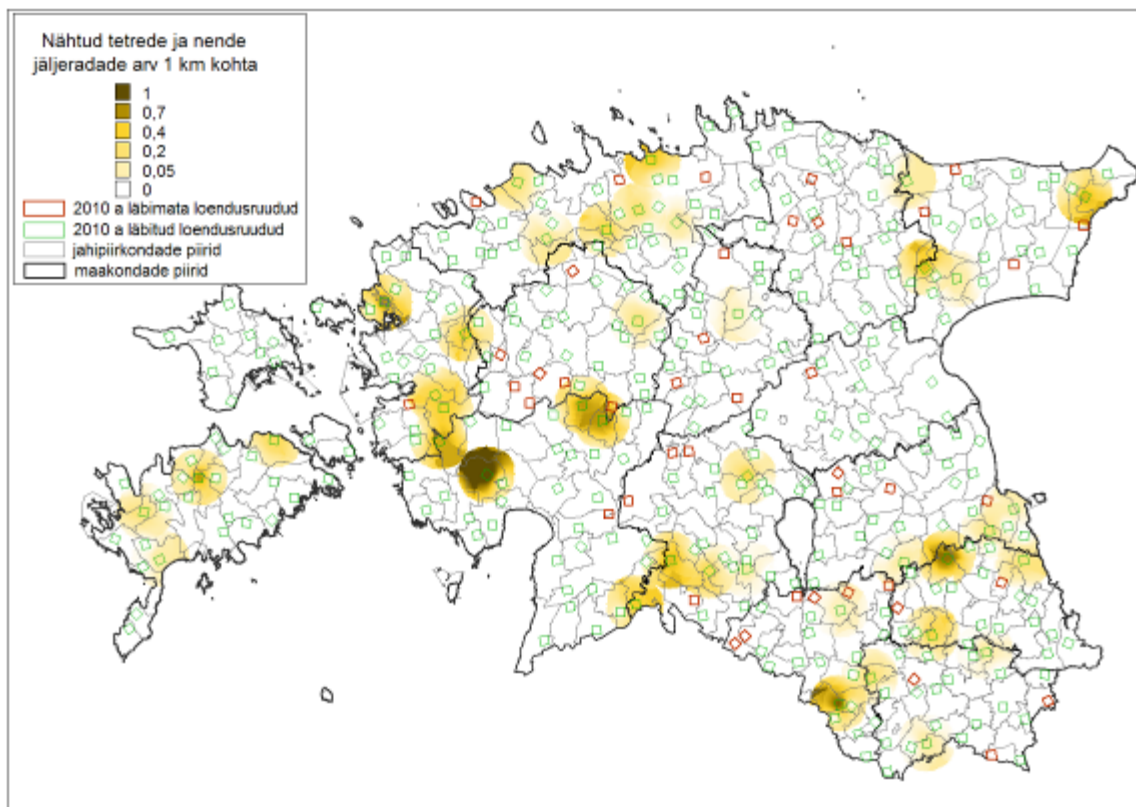 Nähtud tetrede ja nende
jäljeradade arv 1 km kohta
1
0,7
0,4
0,2
0,05
0
2010 a läbimata loendusruudud
2010 a läbitud loendusruudud
jahipiirkondade piirid
maakondade piirid